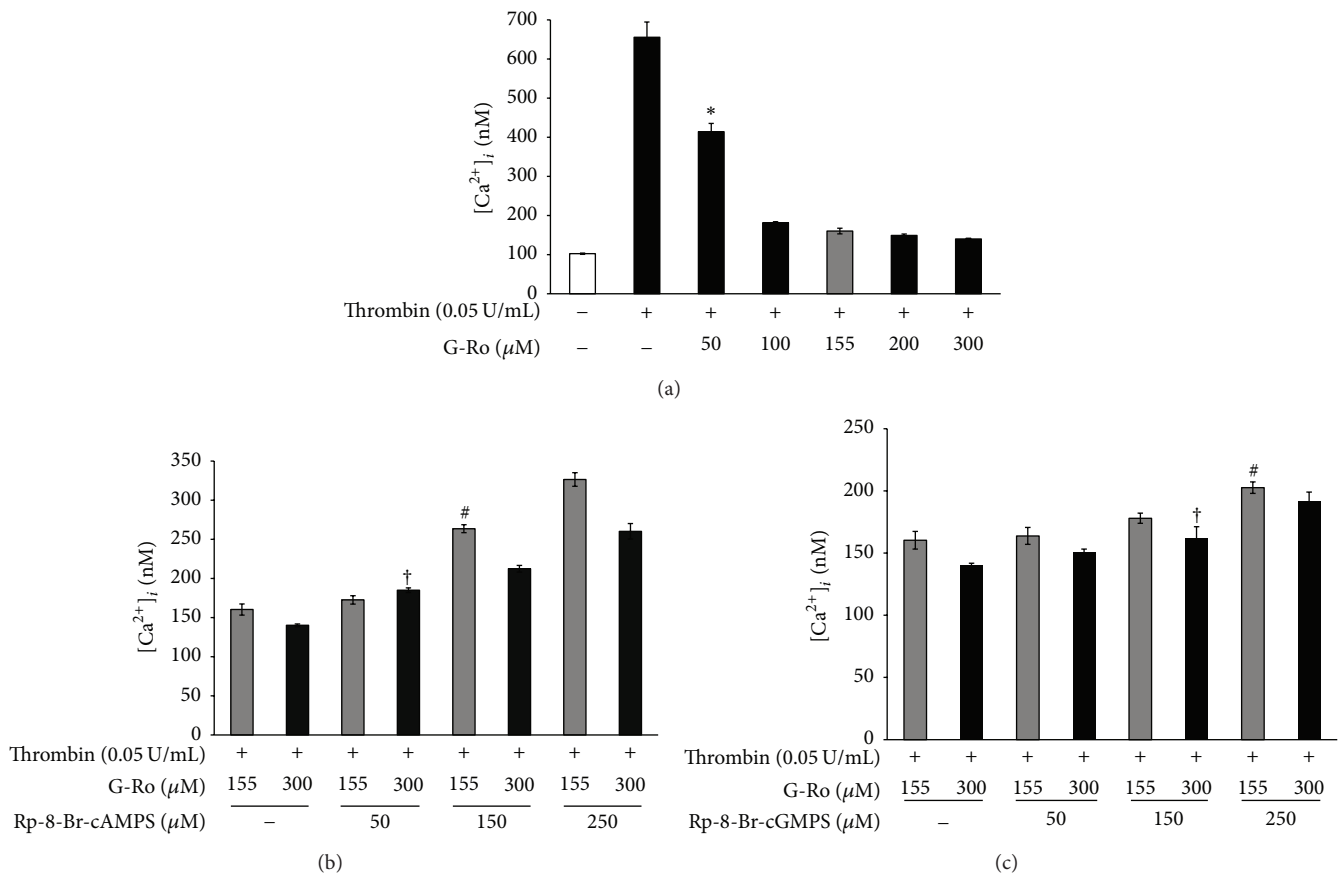 700
600
500
400
300
200
100
0
[Ca²⁺]ᵢ (nM)
*
Thrombin (0.05 U/mL) − + + + + + +
G-Ro (μM) − − 50 100 155 200 300
(a)
350
300
250
200
150
100
50
0
[Ca²⁺]ᵢ (nM)
† #
Thrombin (0.05 U/mL) + + + + + + + +
G-Ro (μM) 155 300 155 300 155 300 155 300
Rp-8-Br-cAMPS (μM) − 50 150 250
(b)
250
200
150
100
50
0
[Ca²⁺]ᵢ (nM)
† #
Thrombin (0.05 U/mL) + + + + + + + +
G-Ro (μM) 155 300 155 300 155 300 155 300
Rp-8-Br-cGMPS (μM) − 50 150 250
(c)